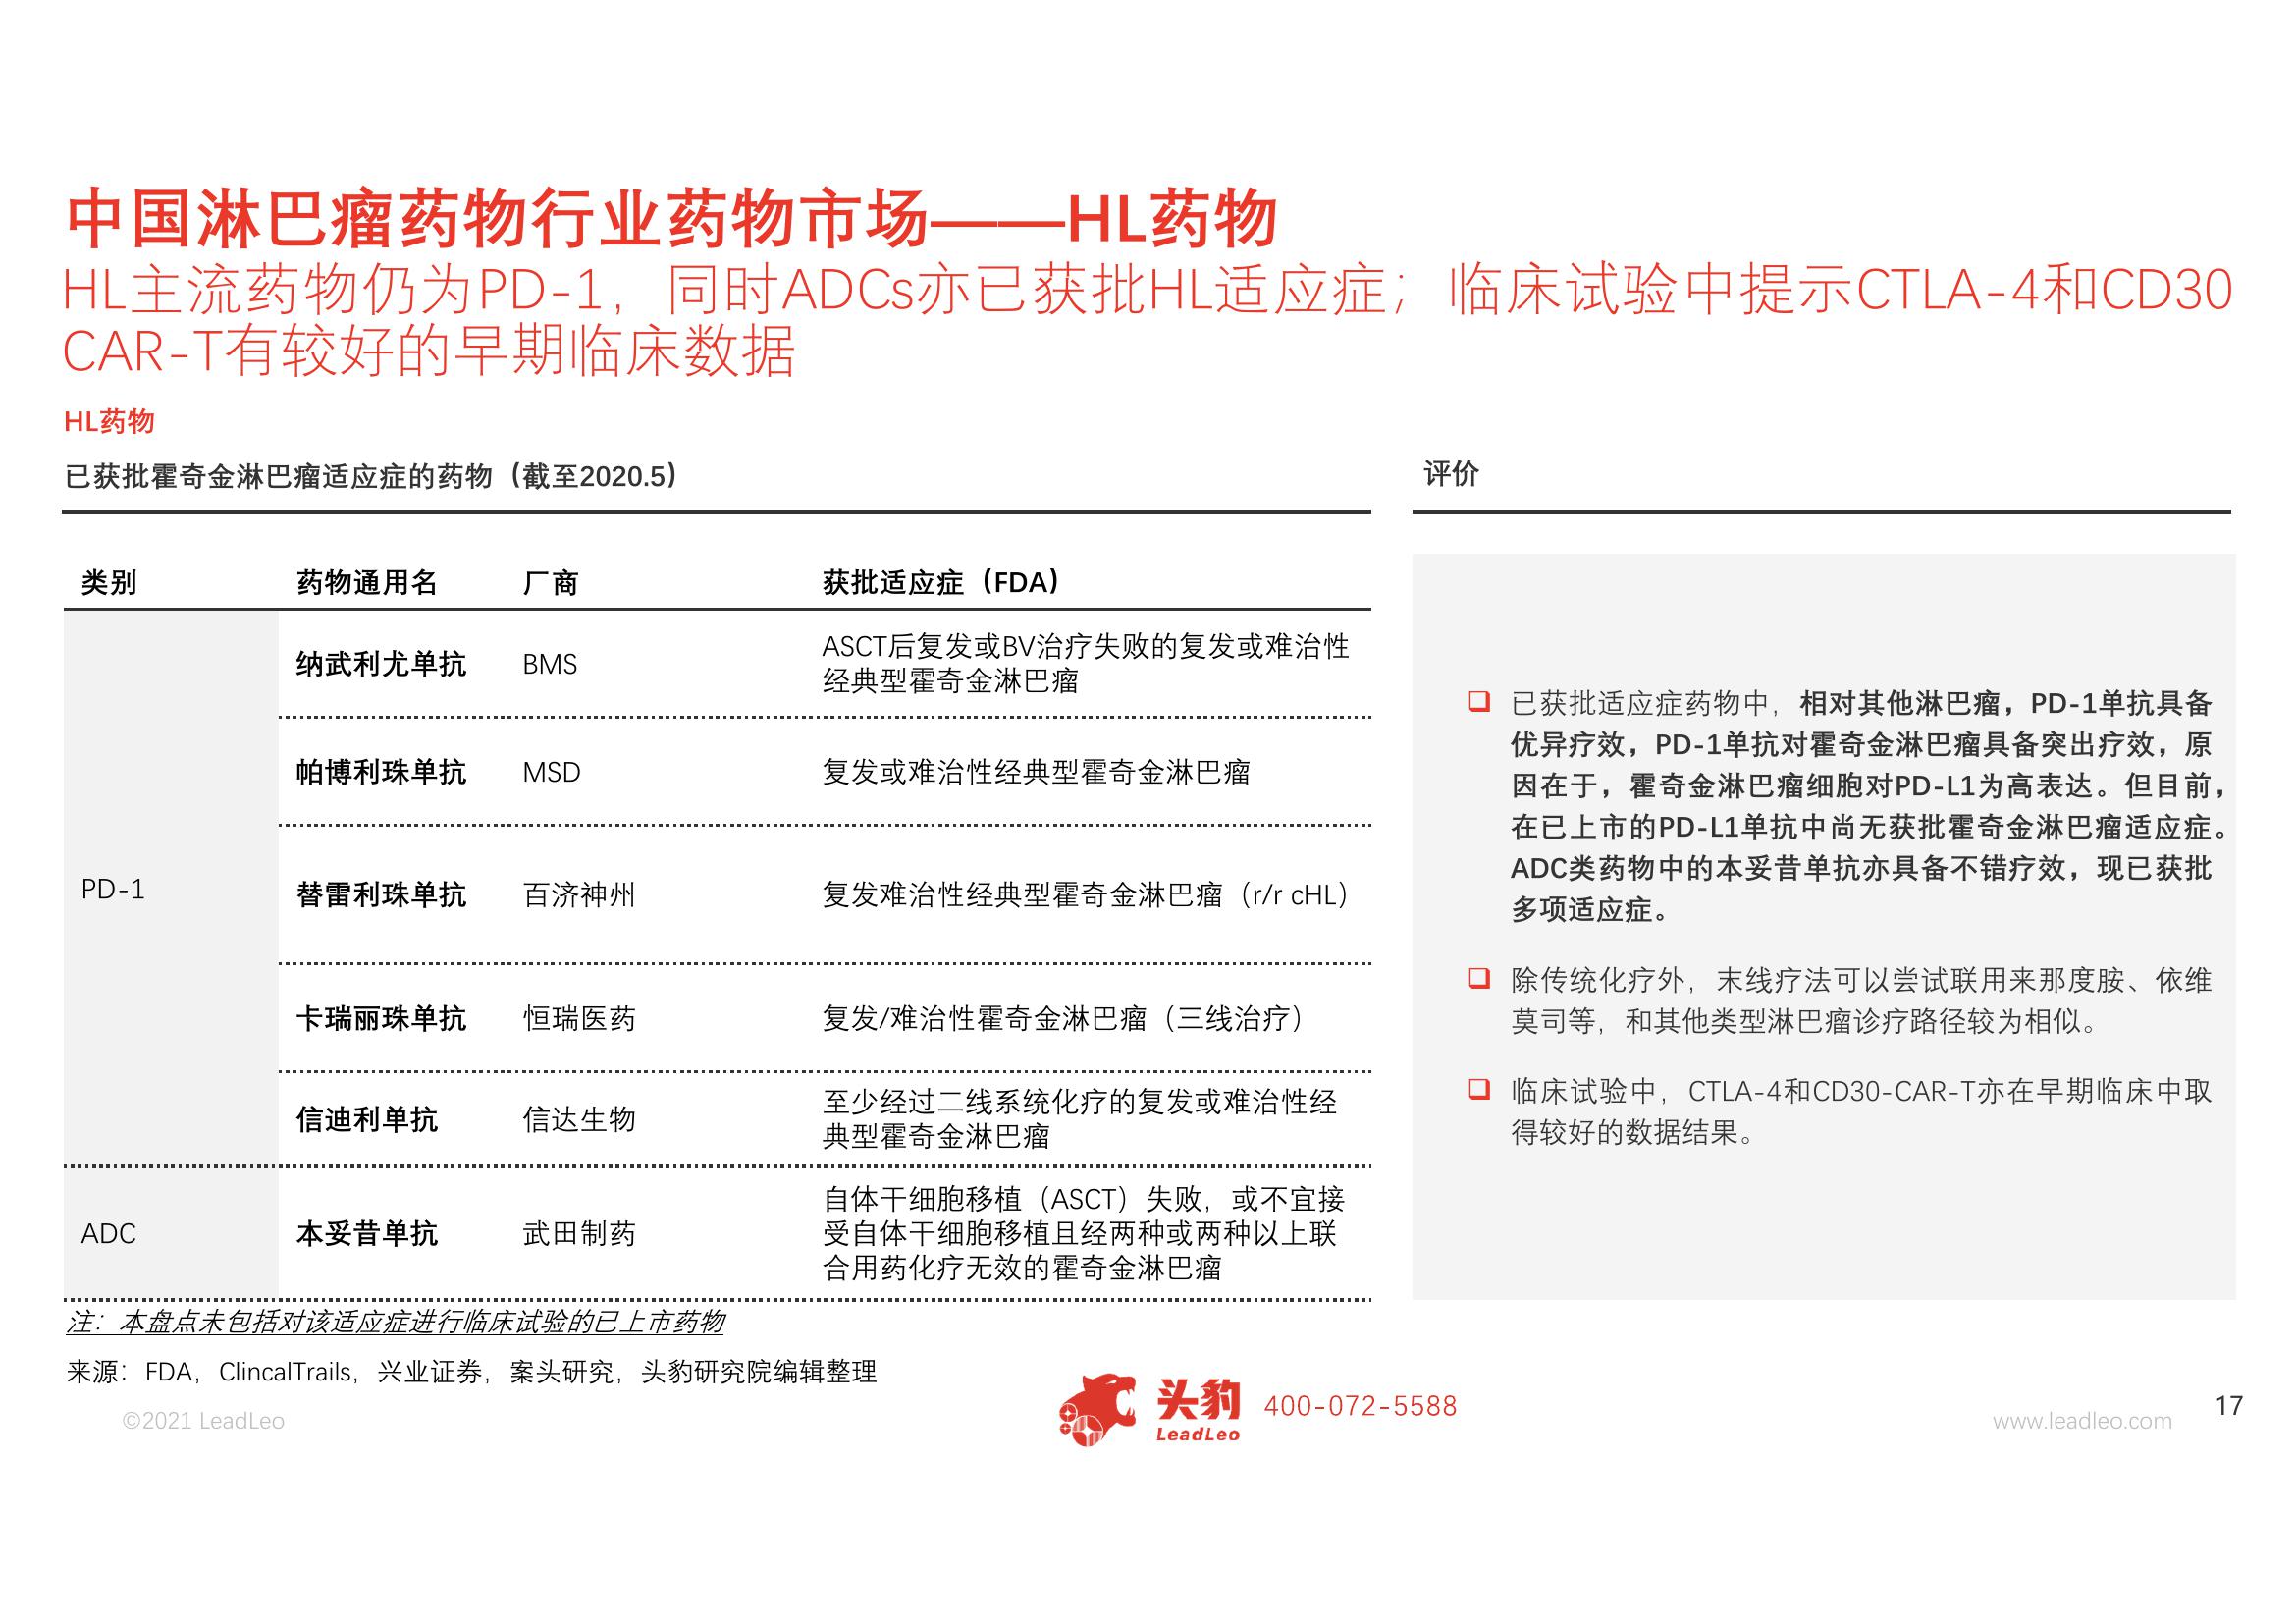 中国淋巴瘤药物行业药物市场——HL药物
HL主流药物仍为PD-1，同时ADCs亦已获批HL适应症；临床试验中提示CTLA-4和CD30
CAR-T有较好的早期临床数据
HL药物
已获批霍奇金淋巴瘤适应症的药物（截至2020.5）
类别 药物通用名 厂商 获批适应症（FDA）
PD-1
纳武利尤单抗 BMS
ASCT后复发或BV治疗失败的复发或难治性
经典型霍奇金淋巴瘤
帕博利珠单抗 MSD 复发或难治性经典型霍奇金淋巴瘤
替雷利珠单抗 百济神州 复发难治性经典型霍奇金淋巴瘤（r/r cHL）
卡瑞丽珠单抗 恒瑞医药 复发/难治性霍奇金淋巴瘤（三线治疗）
信迪利单抗 信达生物
至少经过二线系统化疗的复发或难治性经
典型霍奇金淋巴瘤
ADC 本妥昔单抗 武田制药
自体干细胞移植（ASCT）失败，或不宜接
受自体干细胞移植且经两种或两种以上联
合用药化疗无效的霍奇金淋巴瘤
注：本盘点未包括对该适应症进行临床试验的已上市药物
来源：FDA，ClincalTrails，兴业证券，案头研究，头豹研究院编辑整理
评价
❑ 已获批适应症药物中，相对其他淋巴瘤，PD-1单抗具备
优异疗效，PD-1单抗对霍奇金淋巴瘤具备突出疗效，原
因在于，霍奇金淋巴瘤细胞对PD-L1为高表达。但目前，
在已上市的PD-L1单抗中尚无获批霍奇金淋巴瘤适应症。
ADC类药物中的本妥昔单抗亦具备不错疗效，现已获批
多项适应症。
❑ 除传统化疗外，末线疗法可以尝试联用来那度胺、依维
莫司等，和其他类型淋巴瘤诊疗路径较为相似。
❑ 临床试验中，CTLA-4和CD30-CAR-T亦在早期临床中取
得较好的数据结果。
©2021 LeadLeo
头豹
LeadLeo
400-072-5588
www.leadleo.com
17